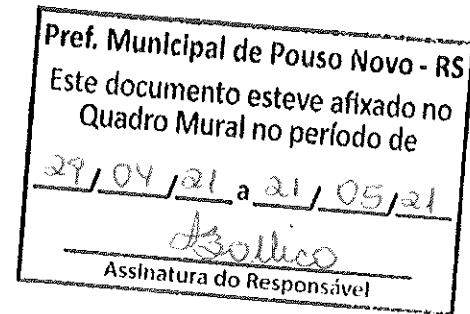 Pref. Municipal de Pouso Novo - RS
Este documento esteve afixado no
Quadro Mural no período de
29/04/21 a 21/05/21
Assinatura do Responsável